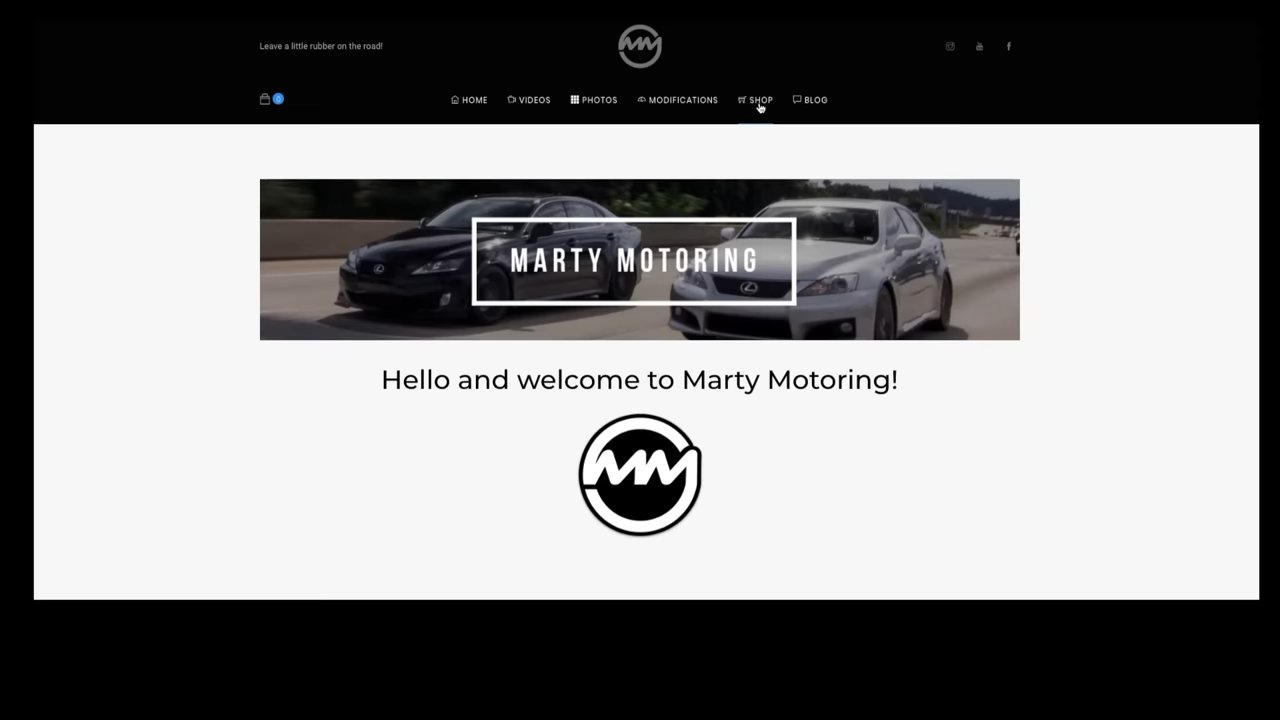 Leave a little rubber on the road!
0
HOME VIDEOS PHOTOS MODIFICATIONS SHOP BLOG
MARTY MOTORING
Hello and welcome to Marty Motoring!